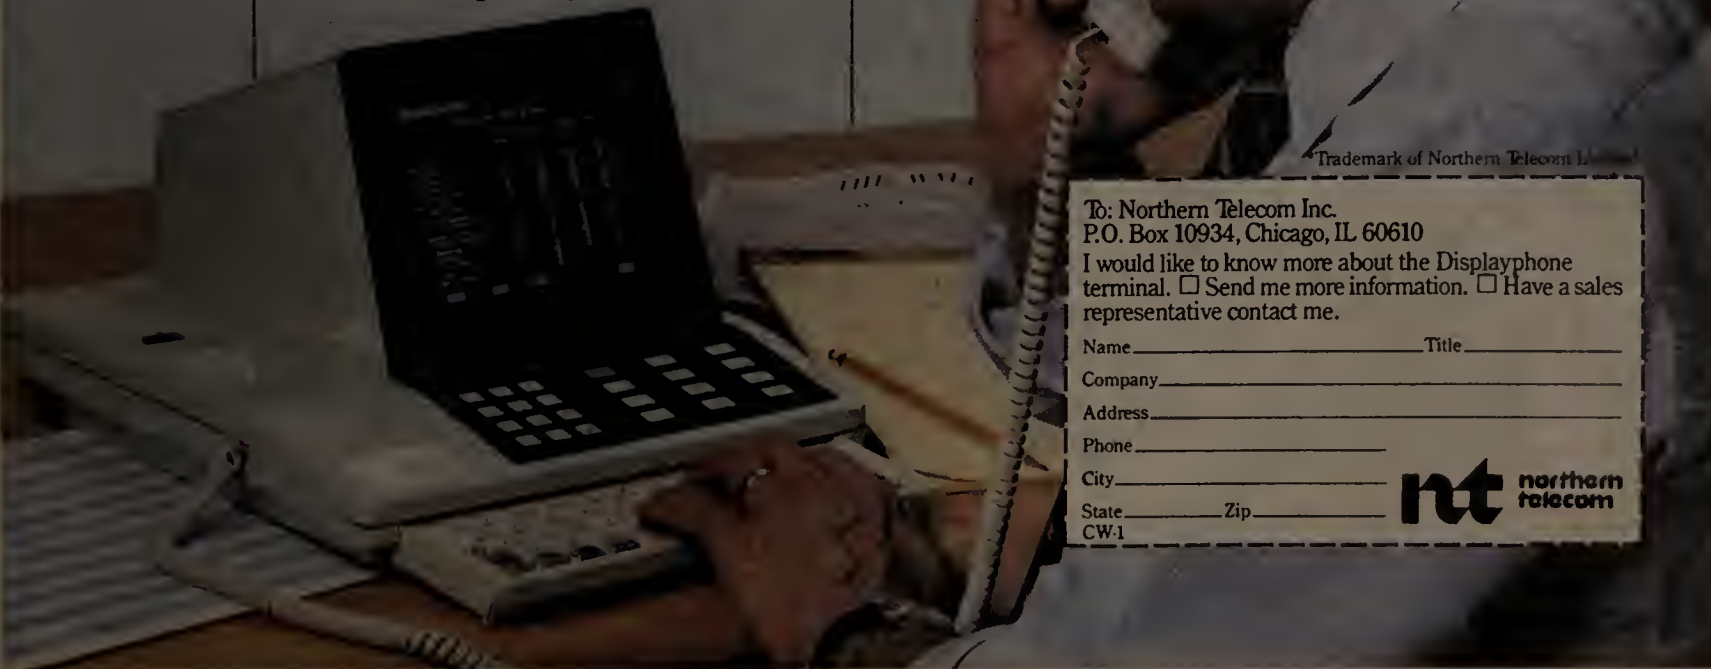 Trademark of Northern Telecom
To: Northern Telecom Inc.
P.O. Box 10934, Chicago, IL 60610
I would like to know more about the Displayphone
terminal. □ Send me more information. □ Have a sales
representative contact me.
Name Title
Company
Address
Phone
City
State Zip
CW-1
nt northern
telecom